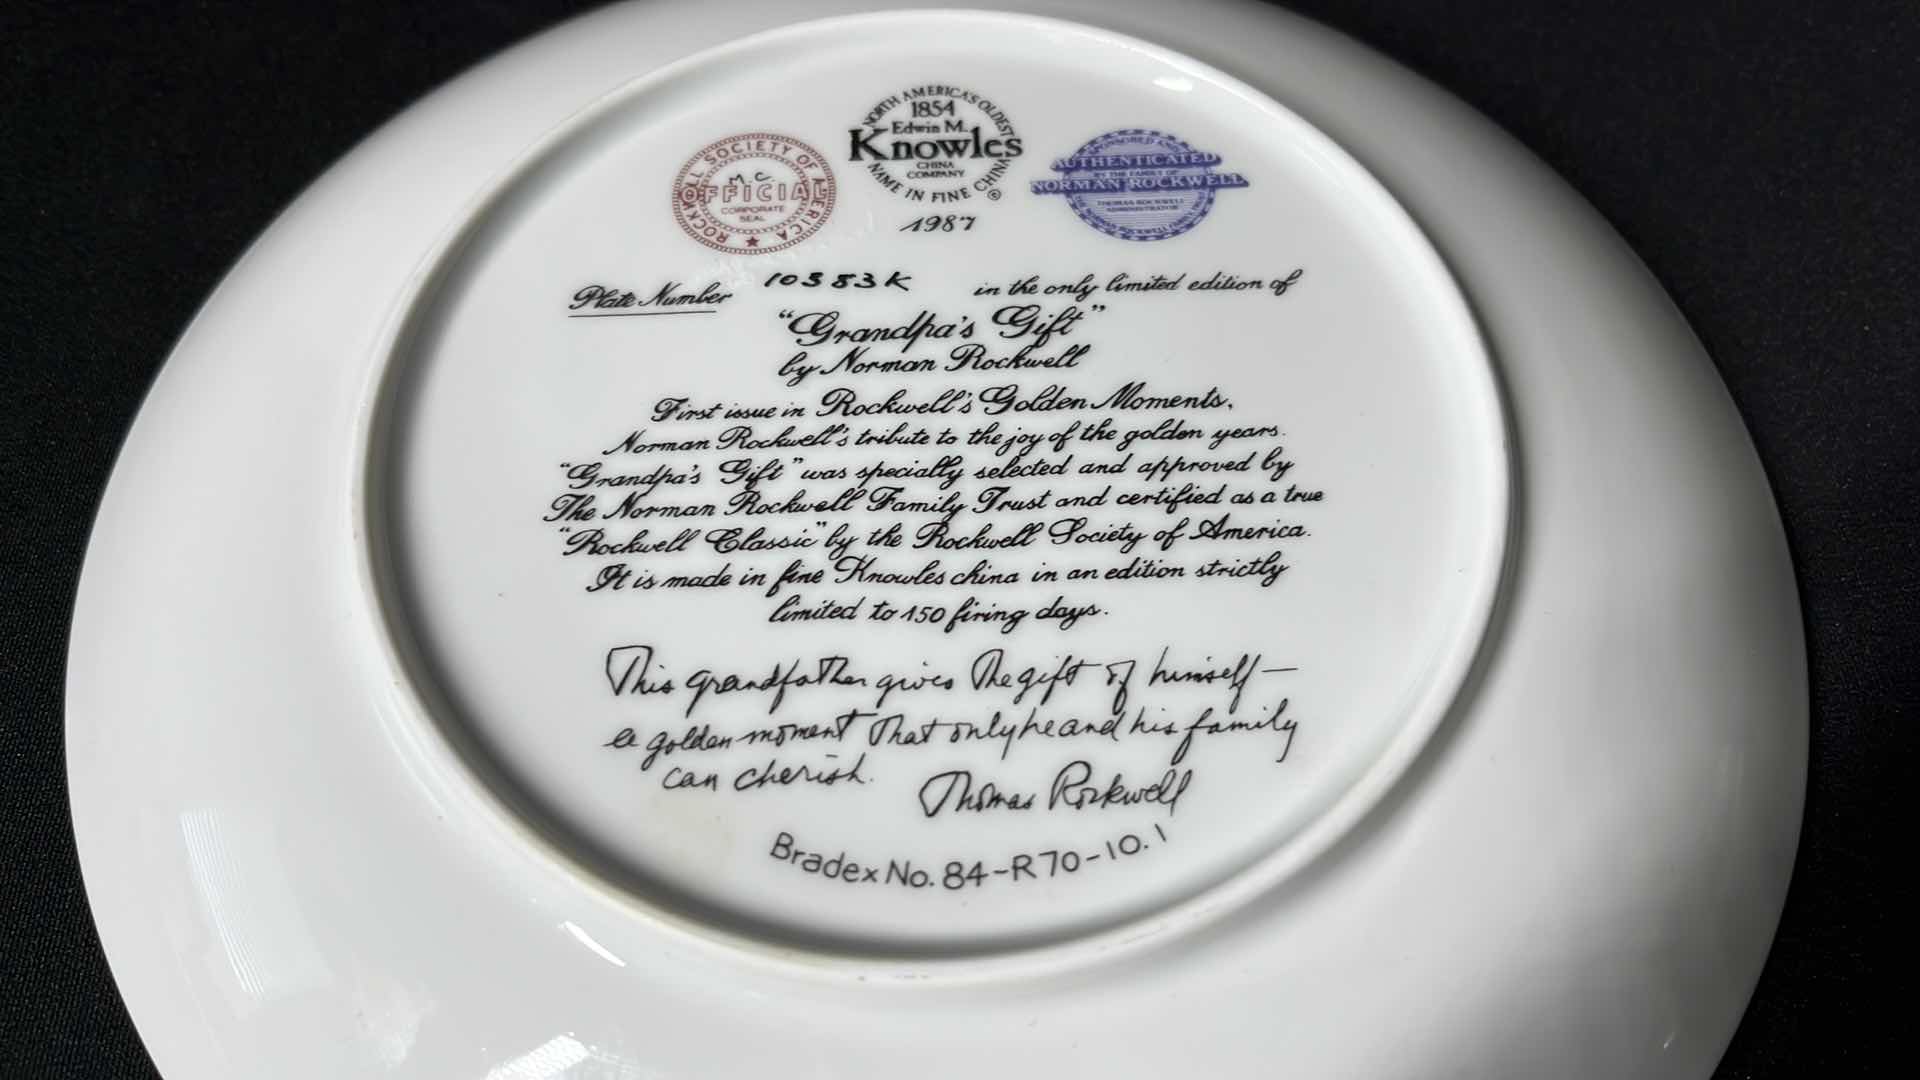 NORTH AMERICA'S OLDEST
1854
Edwin M.
Knowles
CHINA
COMPANY
NAME IN FINE CHINA ©
1987
ROCKWELL SOCIETY OF AMERICA
M.C.
OFFICIAL
CORPORATE
SEAL
SPONSORED AND
AUTHENTICATED
BY THE FAMILY OF
NORMAN ROCKWELL
THOMAS ROCKWELL
ADMINISTRATOR
Plate Number 10383K in the only limited edition of
"Grandpa's Gift"
by Norman Rockwell
First issue in Rockwell's Golden Moments,
Norman Rockwell's tribute to the joy of the golden years.
"Grandpa's Gift" was specially selected and approved by
The Norman Rockwell Family Trust and certified as a true
"Rockwell Classic" by the Rockwell Society of America.
It is made in fine Knowles china in an edition strictly
limited to 150 firing days.
This grandfather gives the gift of himself—
a golden moment that only he and his family
can cherish. Thomas Rockwell
Bradex No. 84-R70-10.1